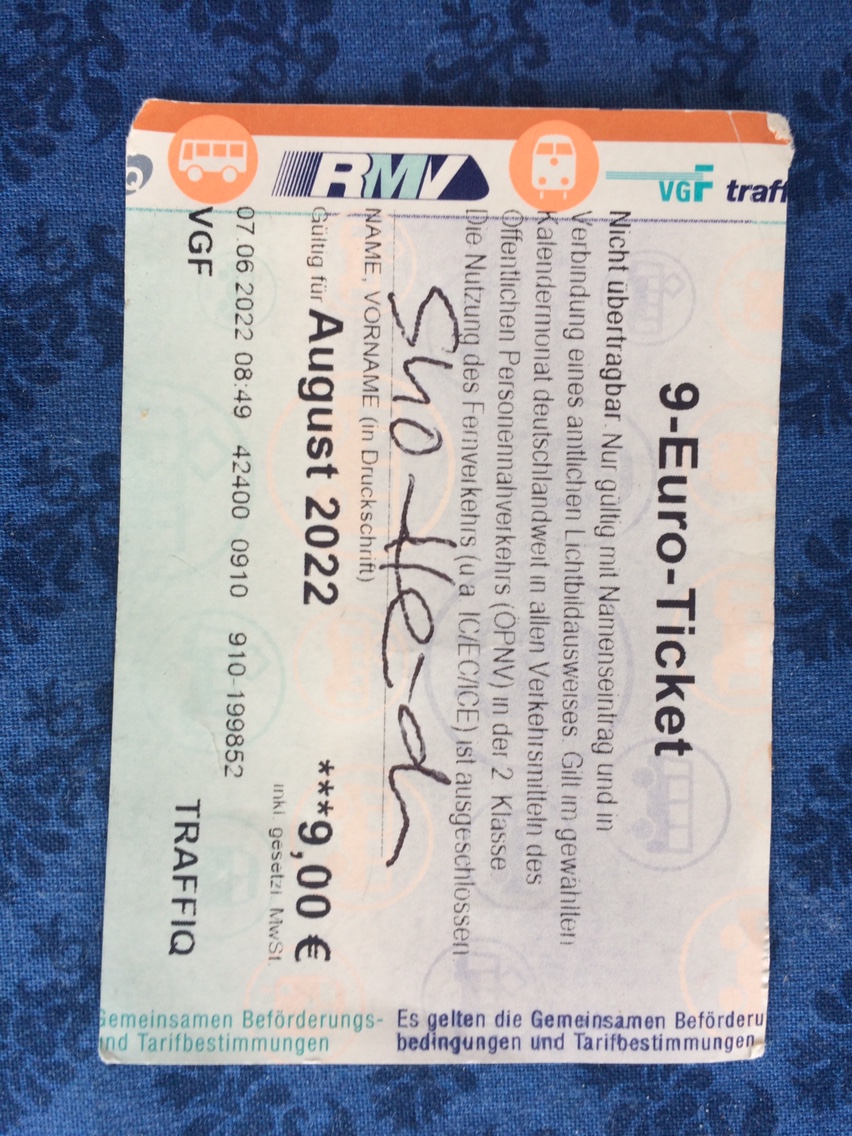 9-Euro-Ticket
Nicht übertragbar. Nur gültig mit Namenseintrag und in
Verbindung eines amtlichen Lichtbildausweises. Gilt im gewählten
Kalendermonat deutschlandweit in allen Verkehrsmitteln des
Öffentlichen Personennahverkehrs (ÖPNV) in der 2. Klasse
Die Nutzung des Fernverkehrs (u.a. IC/EC/ICE) ist ausgeschlossen
NAME, VORNAME (in Druckschrift)
Gültig für August 2022 ***9,00 €
inkl. gesetzl. MwSt.
07.06.2022 08:49 42400 0910 910-199852
VGF TRAFFIQ
RMV
VGF traff
Gemeinsamen Beförderungs-
und Tarifbestimmungen
Es gelten die Gemeinsamen Beförderu
bedingungen und Tarifbestimmungen